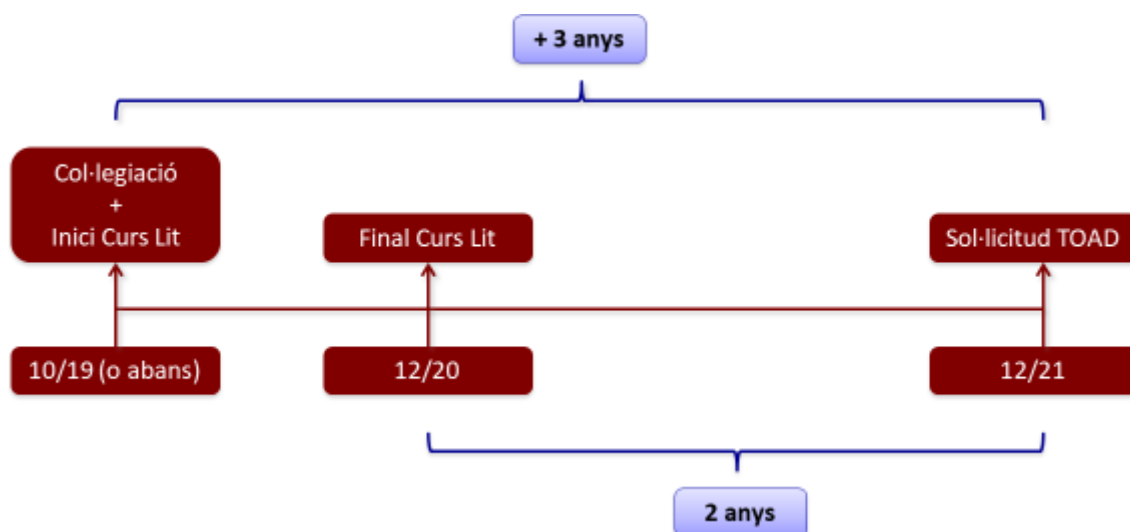 + 3 anys
Col·legiació
+
Inici Curs Lit
Final Curs Lit
Sol·licitud TOAD
10/19 (o abans)
12/20
12/21
2 anys